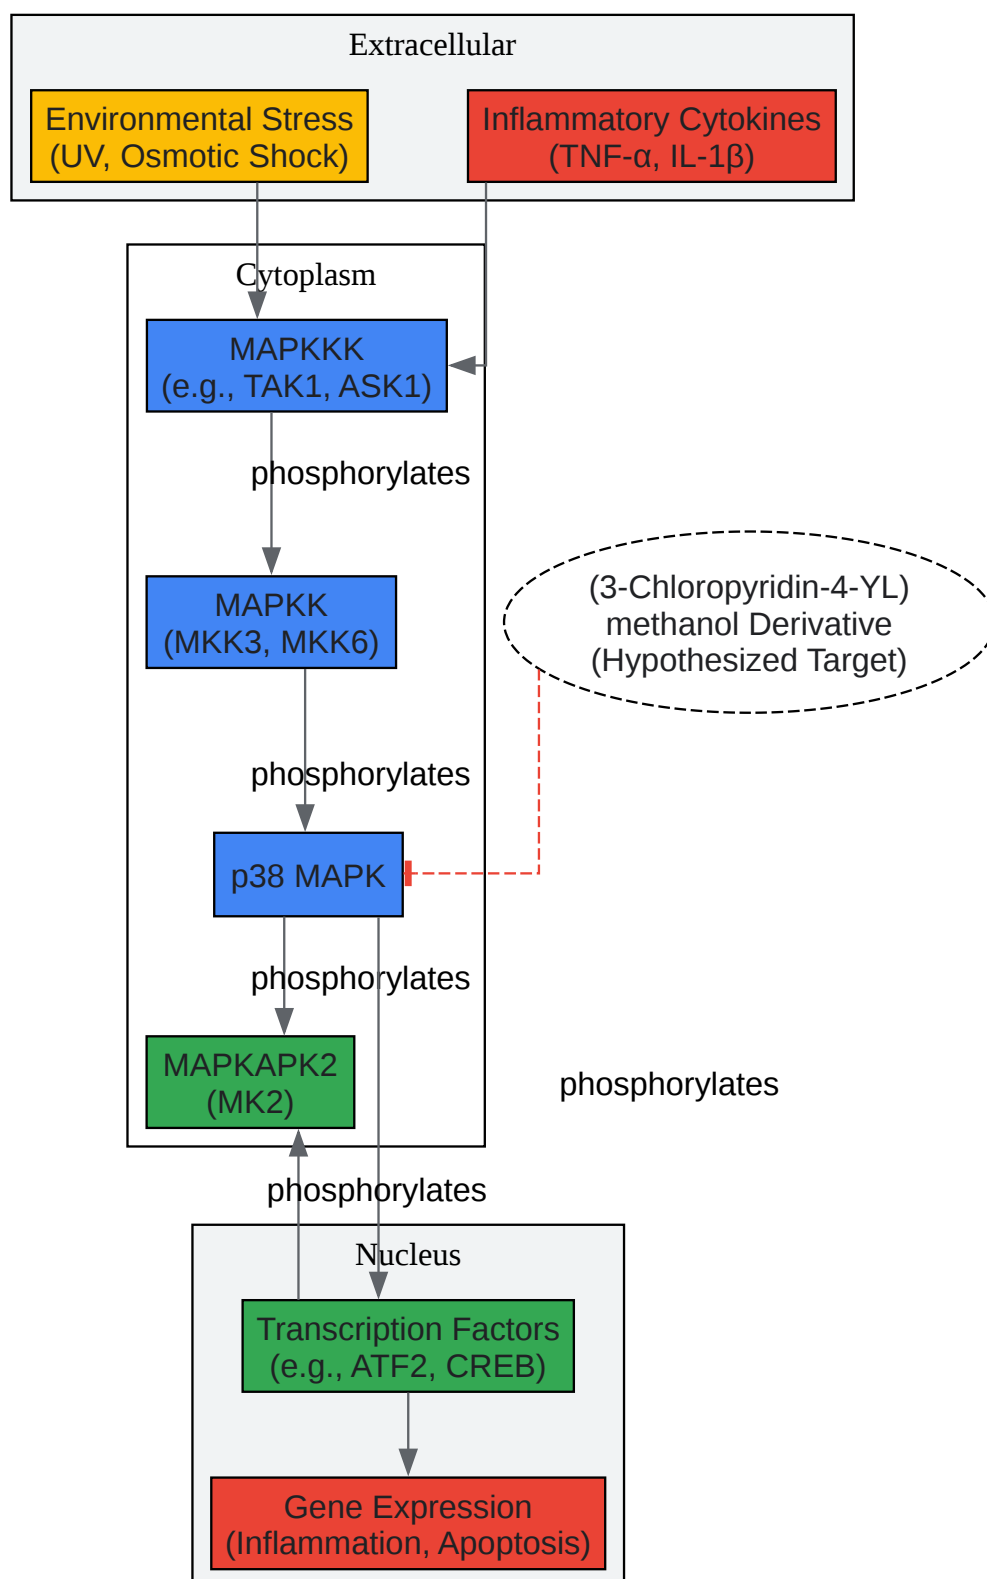 Extracellular
Environmental Stress
(UV, Osmotic Shock)
Inflammatory Cytokines
(TNF-α, IL-1β)
Cytoplasm
MAPKKK
(e.g., TAK1, ASK1)
phosphorylates
MAPKK
(MKK3, MKK6)
(3-Chloropyridin-4-YL)
methanol Derivative
(Hypothesized Target)
phosphorylates
p38 MAPK
phosphorylates
MAPKAPK2
(MK2)
phosphorylates
phosphorylates
Nucleus
Transcription Factors
(e.g., ATF2, CREB)
Gene Expression
(Inflammation, Apoptosis)